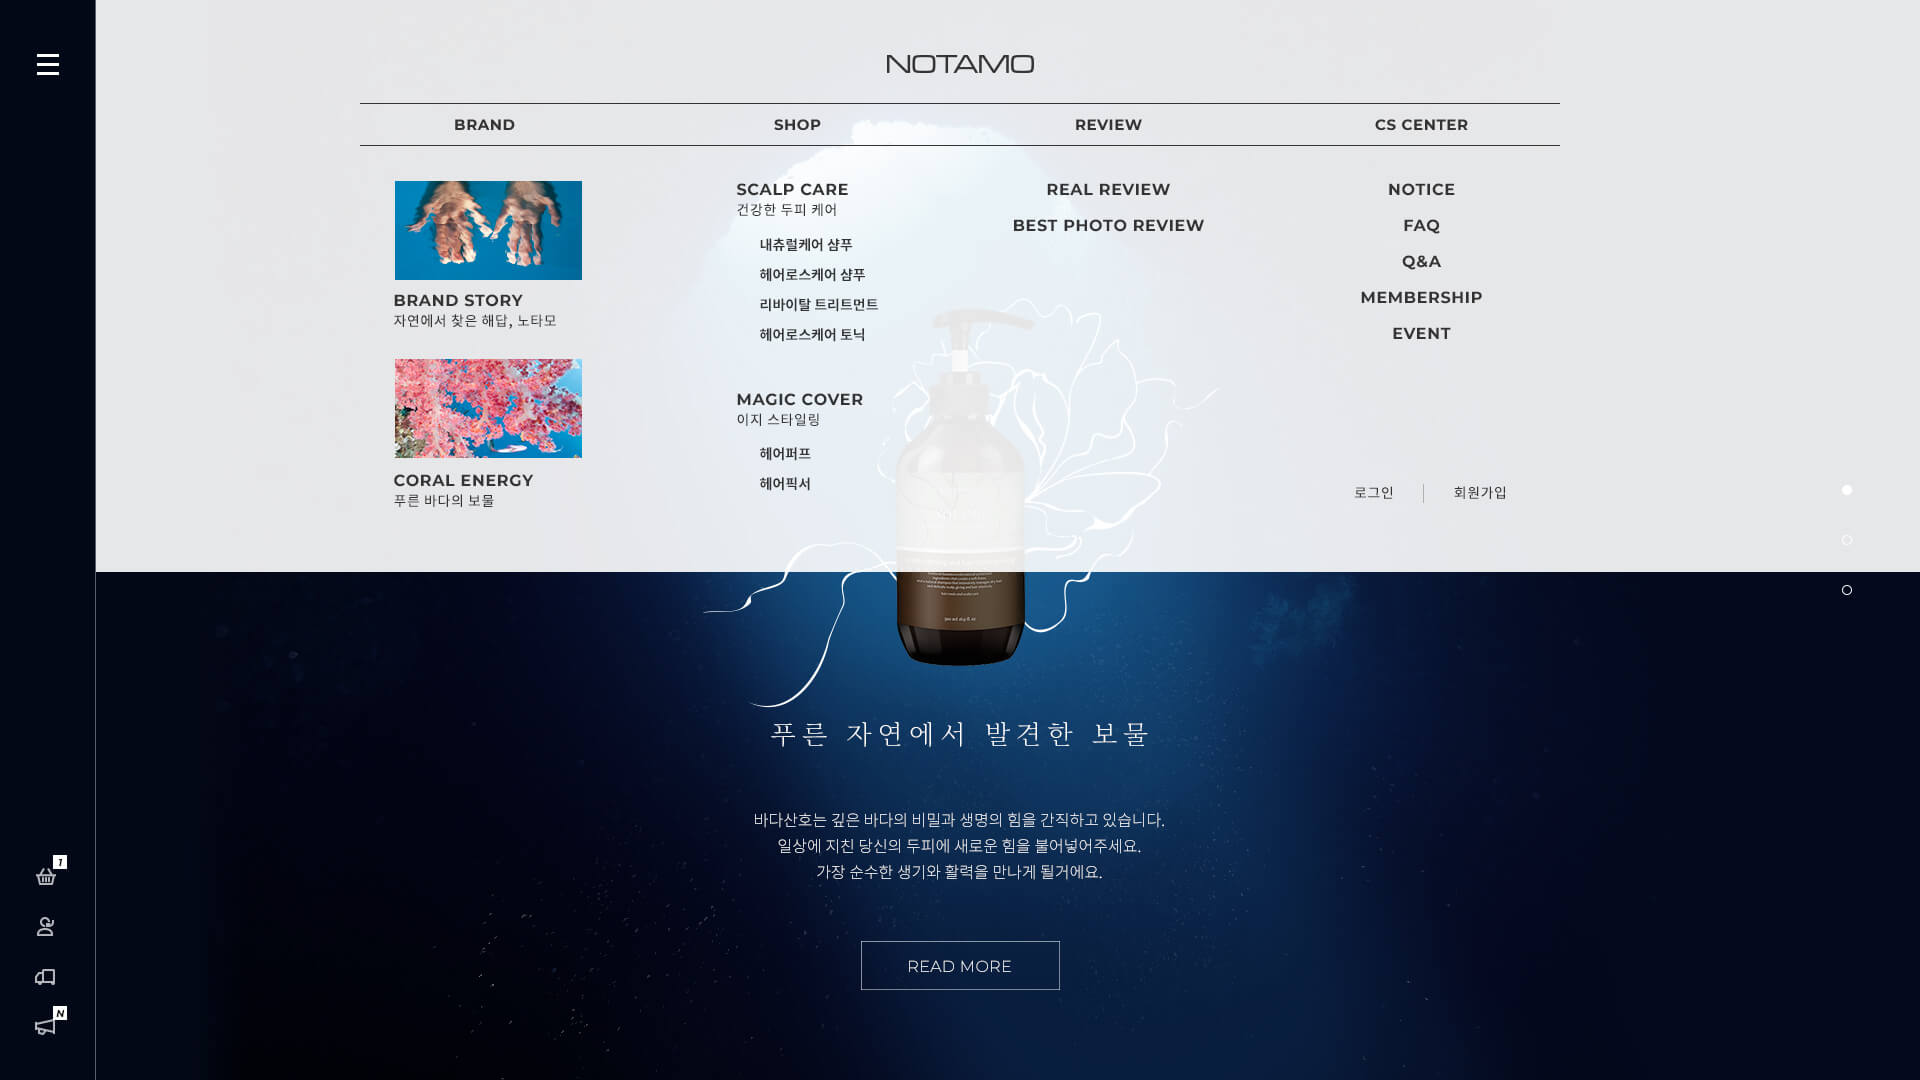 NOTAMO
BRAND
SHOP
REVIEW
CS CENTER
BRAND STORY
자연에서 찾은 해답, 노타모
CORAL ENERGY
푸른 바다의 보물
SCALP CARE
건강한 두피 케어
내츄럴케어 샴푸
헤어로스케어 샴푸
리바이탈 트리트먼트
헤어로스케어 토닉
MAGIC COVER
이지 스타일링
헤어퍼프
헤어픽서
REAL REVIEW
BEST PHOTO REVIEW
NOTICE
FAQ
Q&A
MEMBERSHIP
EVENT
로그인
회원가입
푸른 자연에서 발견한 보물
바다산호는 깊은 바다의 비밀과 생명의 힘을 간직하고 있습니다.
일상에 지친 당신의 두피에 새로운 힘을 불어넣어주세요.
가장 순수한 생기와 활력을 만나게 될거에요.
READ MORE
1
N